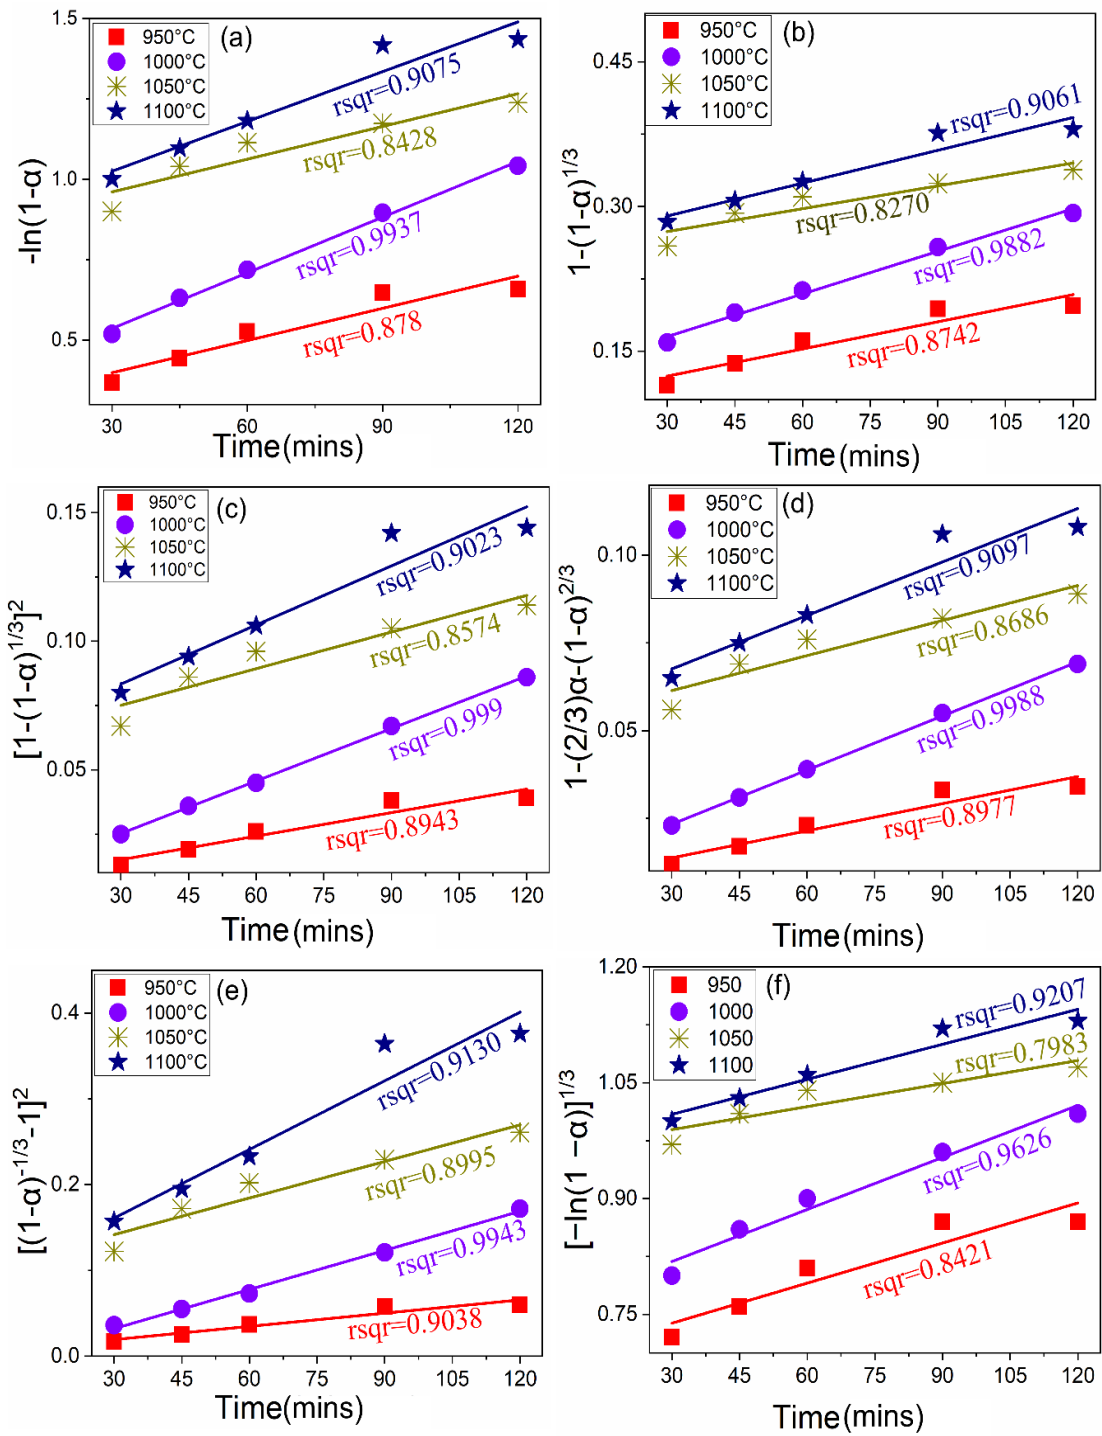 (a)
950°C
1000°C
1050°C
1100°C
1.5
1.0
0.5
-ln(1-α)
rsqr=0.9075
rsqr=0.8428
rsqr=0.9937
rsqr=0.878
30 45 60 90 120
Time(mins)
(b)
950°C
1000°C
1050°C
1100°C
0.45
0.30
0.15
1-(1-α)^1/3
rsqr=0.9061
rsqr=0.8270
rsqr=0.9882
rsqr=0.8742
30 45 60 75 90 105 120
Time(mins)
(c)
950°C
1000°C
1050°C
1100°C
0.15
0.10
0.05
[1-(1-α)^1/3]^2
rsqr=0.9023
rsqr=0.8574
rsqr=0.999
rsqr=0.8943
30 45 60 75 90 105 120
Time(mins)
(d)
950°C
1000°C
1050°C
1100°C
0.10
0.05
1-(2/3)α-(1-α)^2/3
rsqr=0.9097
rsqr=0.8686
rsqr=0.9988
rsqr=0.8977
30 45 60 75 90 105 120
Time(mins)
(e)
950°C
1000°C
1050°C
1100°C
0.4
0.2
0.0
[(1-α)^-1/3-1]^2
rsqr=0.9130
rsqr=0.8995
rsqr=0.9943
rsqr=0.9038
30 45 60 75 90 105 120
Time(mins)
(f)
950
1000
1050
1100
1.20
1.05
0.90
0.75
[−ln(1 −α)]^1/3
rsqr=0.9207
rsqr=0.7983
rsqr=0.9626
rsqr=0.8421
30 45 60 75 90 105 120
Time(mins)